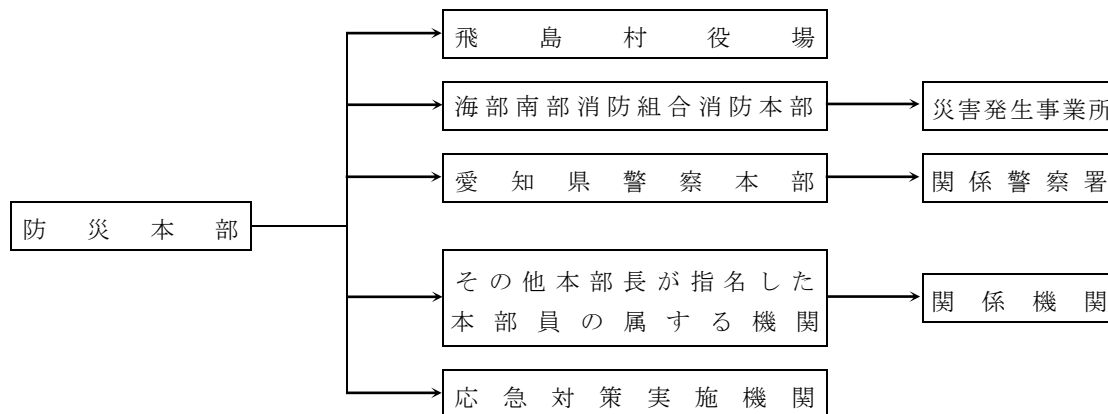 飛島村役場
海部南部消防組合消防本部
災害発生事業所
愛知県警察本部
関係警察署
防災本部
その他本部長が指名した
本部員の属する機関
関係機関
応急対策実施機関